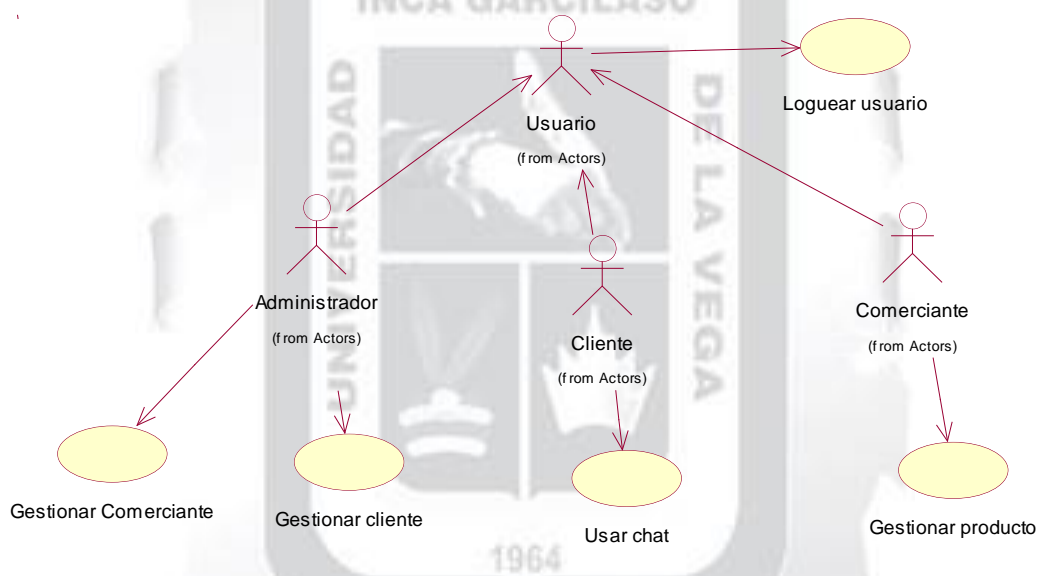 INCA GARCILASO
UNIVERSIDAD
DE LA VEGA
Usuario
(from Actors)
Loguear usuario
Administrador
(from Actors)
Cliente
(from Actors)
Comerciante
(from Actors)
Gestionar Comerciante
Gestionar cliente
Usar chat
Gestionar producto
1964